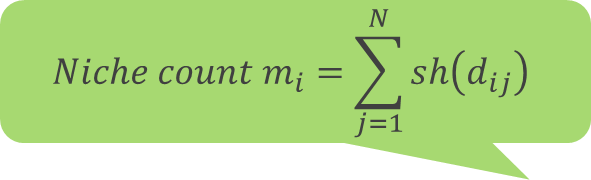 Niche count mᵢ = ∑ⱼ₌₁ᴺ sh(dᵢⱼ)